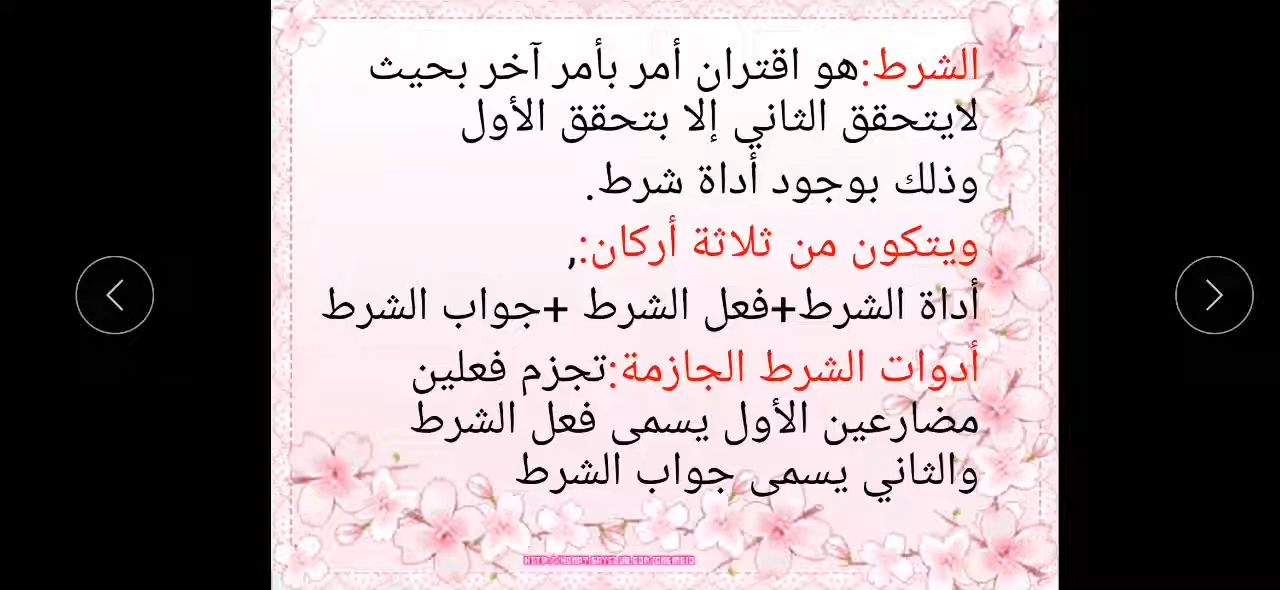 الشرط:هو اقتران أمر بأمر آخر بحيث
لايتحقق الثاني إلا بتحقق الأول
وذلك بوجود أداة شرط.
ويتكون من ثلاثة أركان:,
أداة الشرط+فعل الشرط +جواب الشرط
أدوات الشرط الجازمة:تجزم فعلين
مضارعين الأول يسمى فعل الشرط
والثاني يسمى جواب الشرط